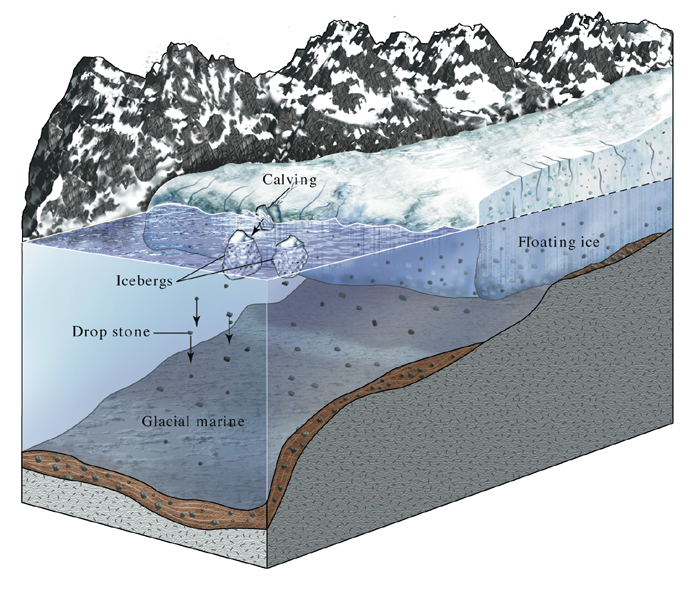 Calving
Floating ice
Icebergs
Drop stone
Glacial marine